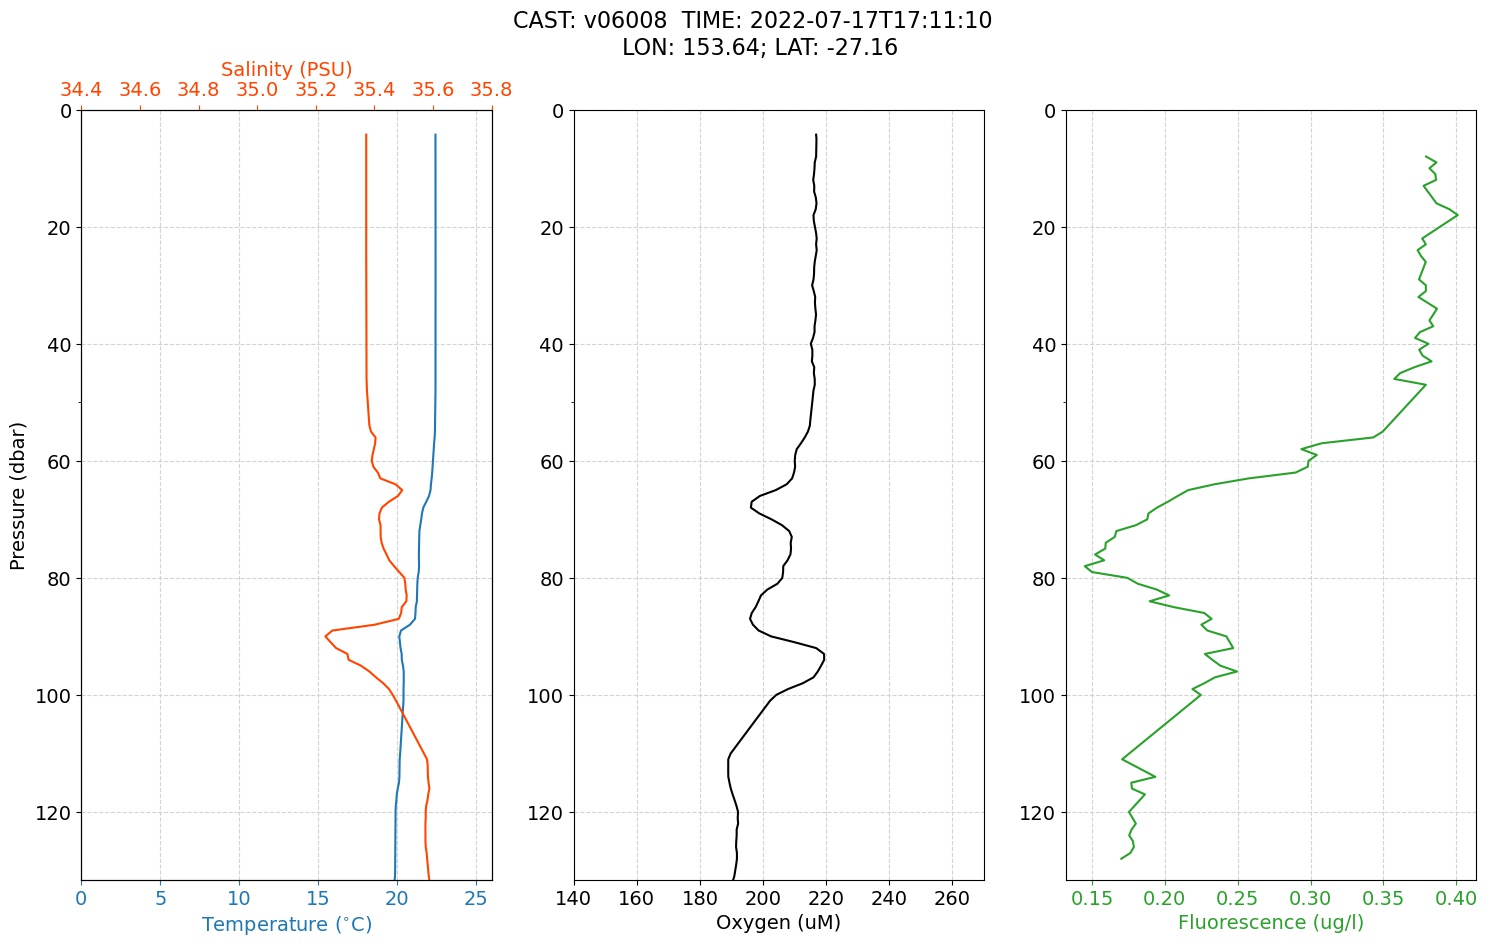 CAST: v06008  TIME: 2022-07-17T17:11:10
LON: 153.64; LAT: -27.16
Salinity (PSU)
34.4 34.6 34.8 35.0 35.2 35.4 35.6 35.8
0
20
40
60
80
100
120
Pressure (dbar)
0 5 10 15 20 25
Temperature (°C)
0
20
40
60
80
100
120
140 160 180 200 220 240 260
Oxygen (uM)
0
20
40
60
80
100
120
0.15 0.20 0.25 0.30 0.35 0.40
Fluorescence (ug/l)